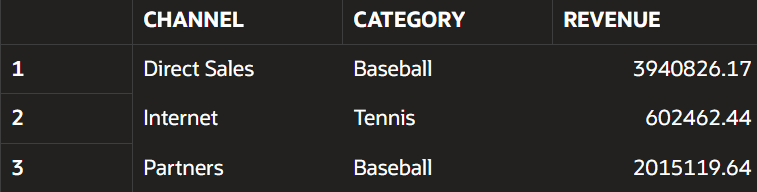 CHANNEL CATEGORY REVENUE
1 Direct Sales Baseball 3940826.17
2 Internet Tennis 602462.44
3 Partners Baseball 2015119.64